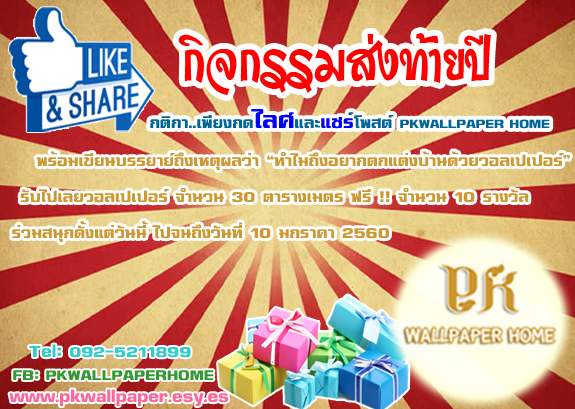 LIKE
& SHARE
กิจกรรมส่งท้ายปี
กติกา..เพียงกดไลค์และแชร์โพสต์ PKWALLPAPER HOME
พร้อมเขียนบรรยายถึงเหตุผลว่า “ทำไมถึงอยากตกแต่งบ้านด้วยวอลเปเปอร์”
รับไปเลยวอลเปเปอร์ จำนวน 30 ตารางเมตร ฟรี !! จำนวน 10 รางวัล
ร่วมสนุกตั้งแต่วันนี้ ไปจนถึงวันที่ 10 มกราคา 2560
PK
WALLPAPER HOME
Tel: 092-5211899
FB: PKWALLPAPERHOME
www.pkwallpaper.esy.es